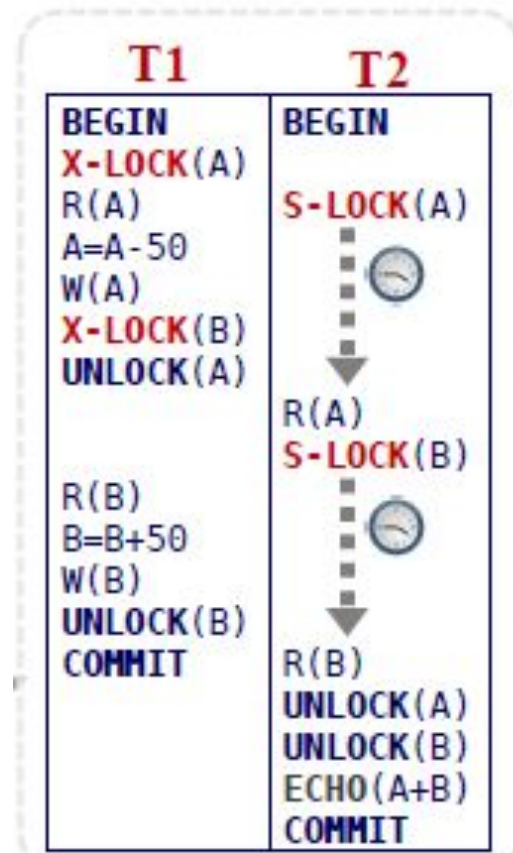 T1
T2
BEGIN
X-LOCK(A)
R(A)
A=A-50
W(A)
X-LOCK(B)
UNLOCK(A)
R(B)
B=B+50
W(B)
UNLOCK(B)
COMMIT
BEGIN
S-LOCK(A)
R(A)
S-LOCK(B)
R(B)
UNLOCK(A)
UNLOCK(B)
ECHO(A+B)
COMMIT